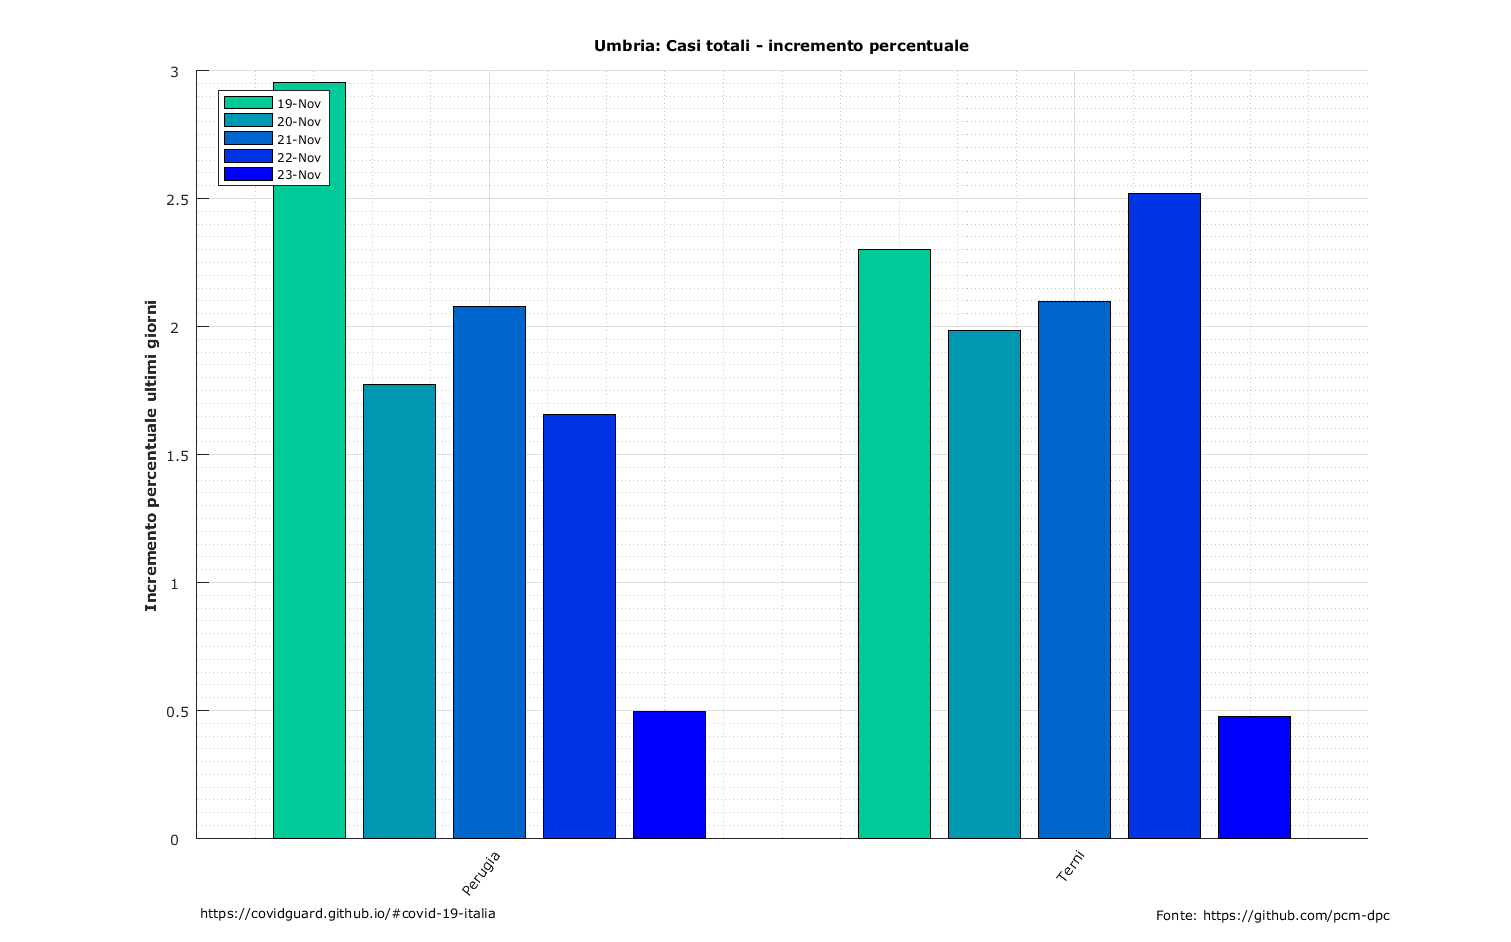 Umbria: Casi totali - incremento percentuale
3
2.5
2
1.5
1
0.5
0
Incremento percentuale ultimi giorni
19-Nov
20-Nov
21-Nov
22-Nov
23-Nov
Perugia
Terni
https://covidguard.github.io/#covid-19-italia
Fonte: https://github.com/pcm-dpc